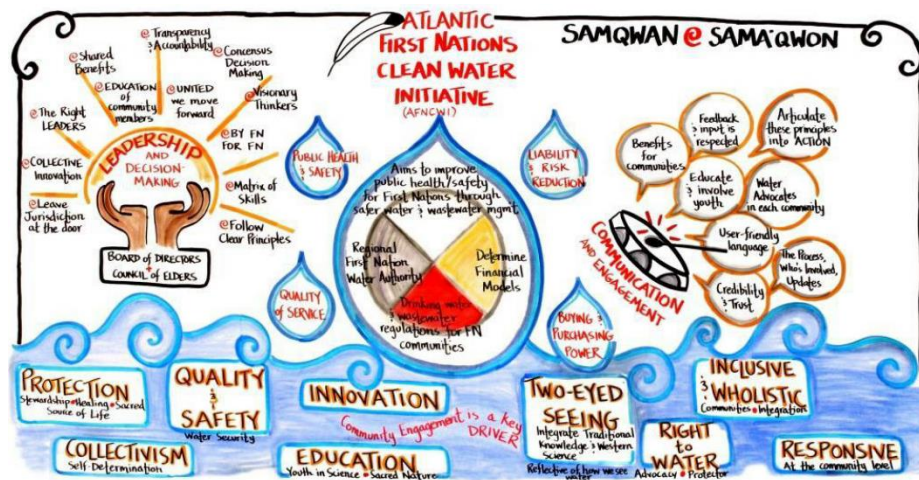 ATLANTIC
FIRST NATIONS
CLEAN WATER
INITIATIVE
(AFNCWI)
SAMQWAN @ SAMA'QWON
@ Transparency
& Accountability
@ Shared
Benefits
@ Consensus
Decision
Making
@ EDUCATION
of
community
members
@ UNITED
we move
forward
@ Visionary
Thinkers
@ The Right
LEADERS
@ BY FN
FOR FN
@ COLLECTIVE
Innovation
@ Matrix of
Skills
@ Leave
Jurisdiction
at the door
@ Follow
Clear Principles
LEADERSHIP
AND
DECISION-
MAKING
BOARD of DIRECTORS
+
COUNCIL of ELDERS
PUBLIC HEALTH
& SAFETY
LIABILITY
& RISK
REDUCTION
QUALITY
of SERVICE
BUYING &
PURCHASING
POWER
Aims to improve
public health/safety
for First Nations through
safer water & wastewater mgmt.
Regional
First Nation
Water Authority
Determine
Financial
Models
Drinking water
& wastewater
regulations for FN
communities
Benefits
for
communities
Feedback
& input is
respected
Articulate
these principles
into ACTION
Educate &
involve
youth
Water
Advocates
in each community
User-friendly
language
The Process,
Who's Involved,
Updates
Credibility
& Trust
COMMUNICATION
AND ENGAGEMENT
PROTECTION
Stewardship • Healing • Sacred
Source of Life
QUALITY
&
SAFETY
Water Security
INNOVATION
TWO-EYED
SEEING
Integrate Traditional
Knowledge & Western
Science
Reflective of how we see
water
INCLUSIVE
&
WHOLISTIC
Communities • Integration
Community Engagement is a key
DRIVER
COLLECTIVISM
Self-Determination
EDUCATION
Youth in Science • Sacred Nature
RIGHT
to
WATER
Advocacy • Protector
RESPONSIVE
At the community level